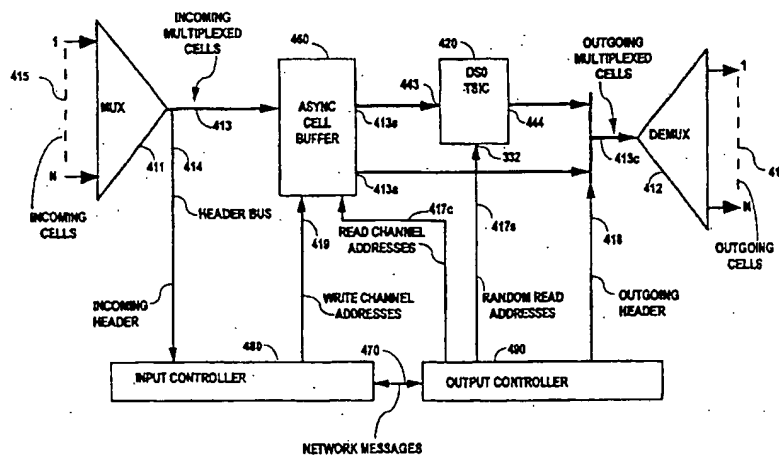 INCOMING
MULTIPLEXED
CELLS
460
420
OUTGOING
MULTIPLEXED
CELLS
1
415
MUX
413
ASYNC
CELL
BUFFER
413s
443
DS0
TSIC
444
413c
DEMUX
1
N
411
414
413a
332
412
N
INCOMING
CELLS
HEADER BUS
419
417c
READ CHANNEL
ADDRESSES
417s
418
OUTGOING
CELLS
INCOMING
HEADER
WRITE CHANNEL
ADDRESSES
RANDOM READ
ADDRESSES
OUTGOING
HEADER
480
470
490
INPUT CONTROLLER
OUTPUT CONTROLLER
NETWORK MESSAGES